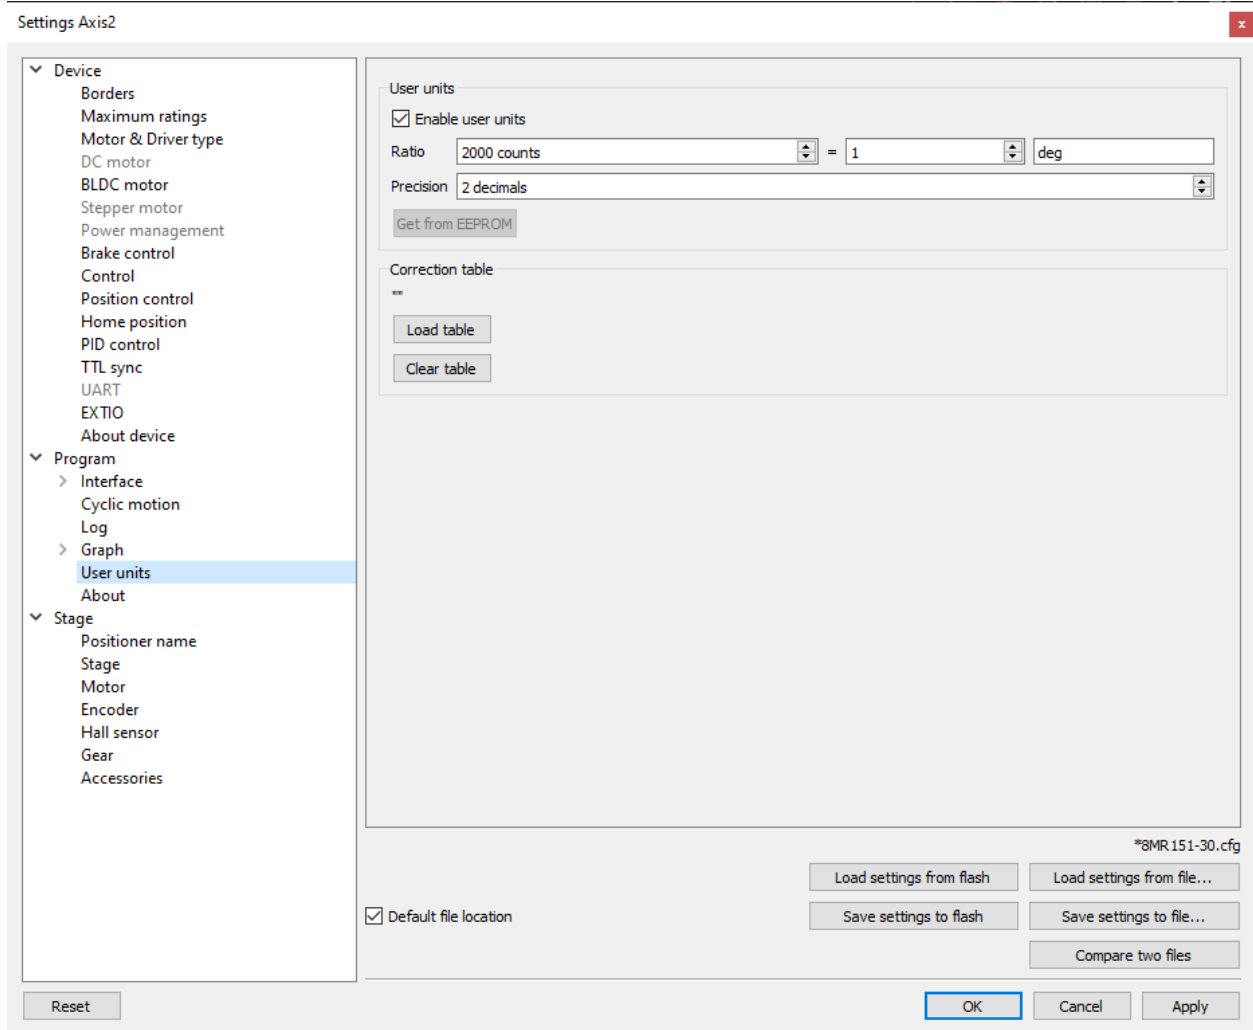 Settings Axis2
x
Device
Borders
Maximum ratings
Motor & Driver type
DC motor
BLDC motor
Stepper motor
Power management
Brake control
Control
Position control
Home position
PID control
TTL sync
UART
EXTIO
About device
Program
Interface
Cyclic motion
Log
Graph
User units
About
Stage
Positioner name
Stage
Motor
Encoder
Hall sensor
Gear
Accessories
User units
Enable user units
Ratio 2000 counts = 1 deg
Precision 2 decimals
Get from EEPROM
Correction table
""
Load table
Clear table
*8MR151-30.cfg
Load settings from flash Load settings from file...
Default file location Save settings to flash Save settings to file...
Compare two files
Reset OK Cancel Apply